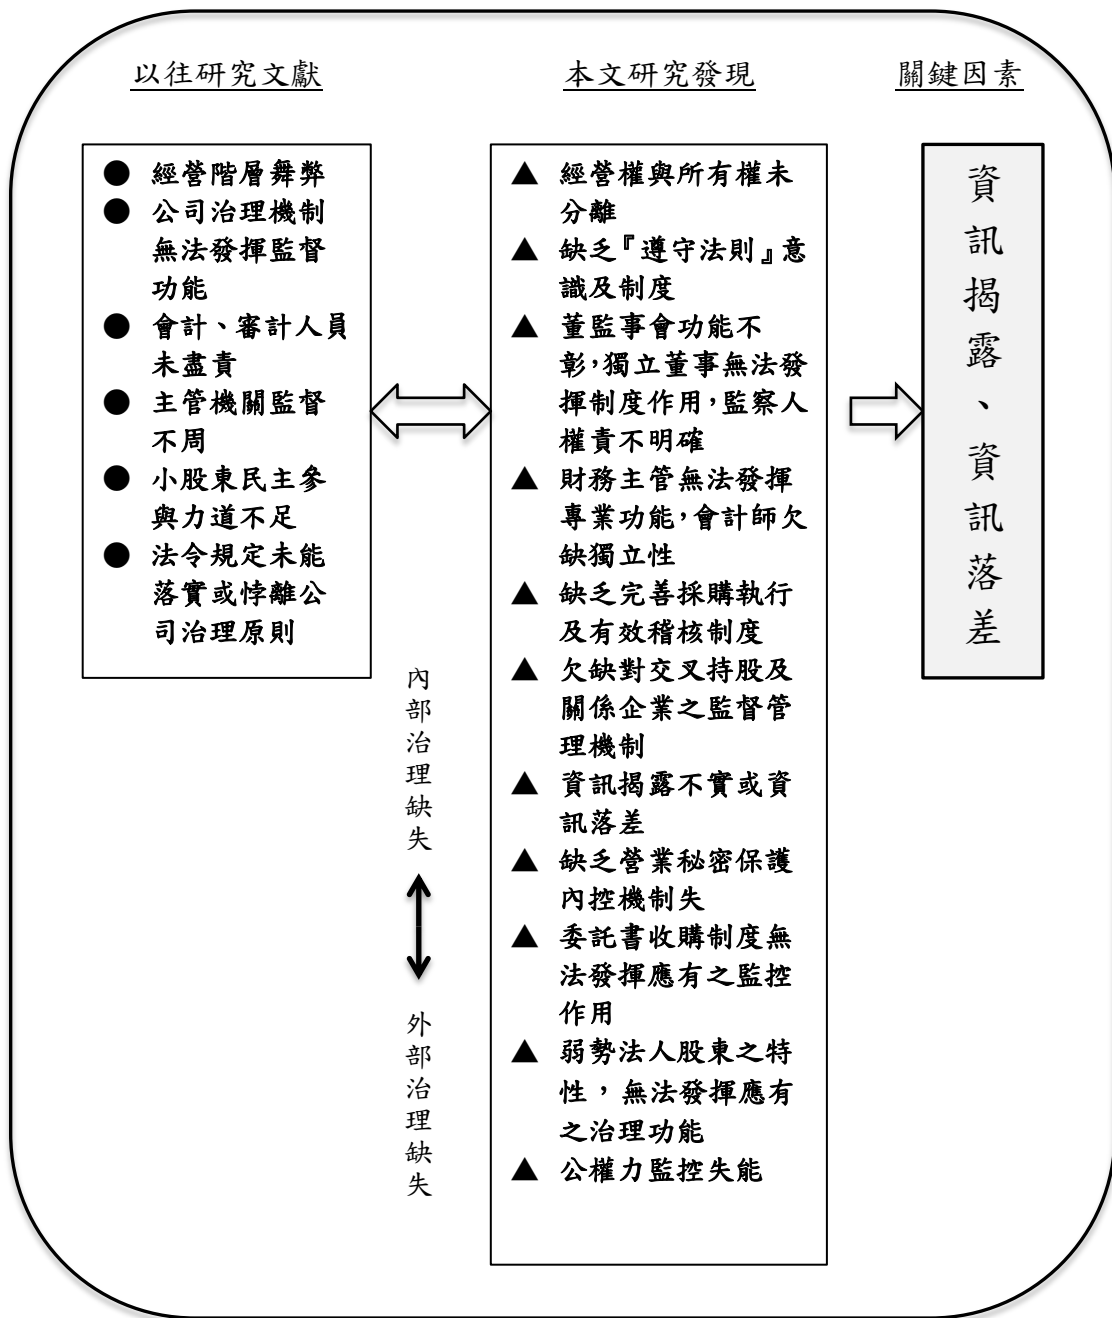 以往研究文獻
本文研究發現
關鍵因素
● 經營階層舞弊
● 公司治理機制
無法發揮監督
功能
● 會計、審計人員
未盡責
● 主管機關監督
不周
● 小股東民主參
與力道不足
● 法令規定未能
落實或悖離公
司治理原則
內部治理缺失
外部治理缺失
▲ 經營權與所有權未
分離
▲ 缺乏『遵守法則』意
識及制度
▲ 董監事會功能不
彰,獨立董事無法發
揮制度作用,監察人
權責不明確
▲ 財務主管無法發揮
專業功能,會計師欠
缺獨立性
▲ 缺乏完善採購執行
及有效稽核制度
▲ 欠缺對交叉持股及
關係企業之監督管
理機制
▲ 資訊揭露不實或資
訊落差
▲ 缺乏營業秘密保護
內控機制失
▲ 委託書收購制度無
法發揮應有之監控
作用
▲ 弱勢法人股東之特
性,無法發揮應有
之治理功能
▲ 公權力監控失能
資訊揭露、資訊落差